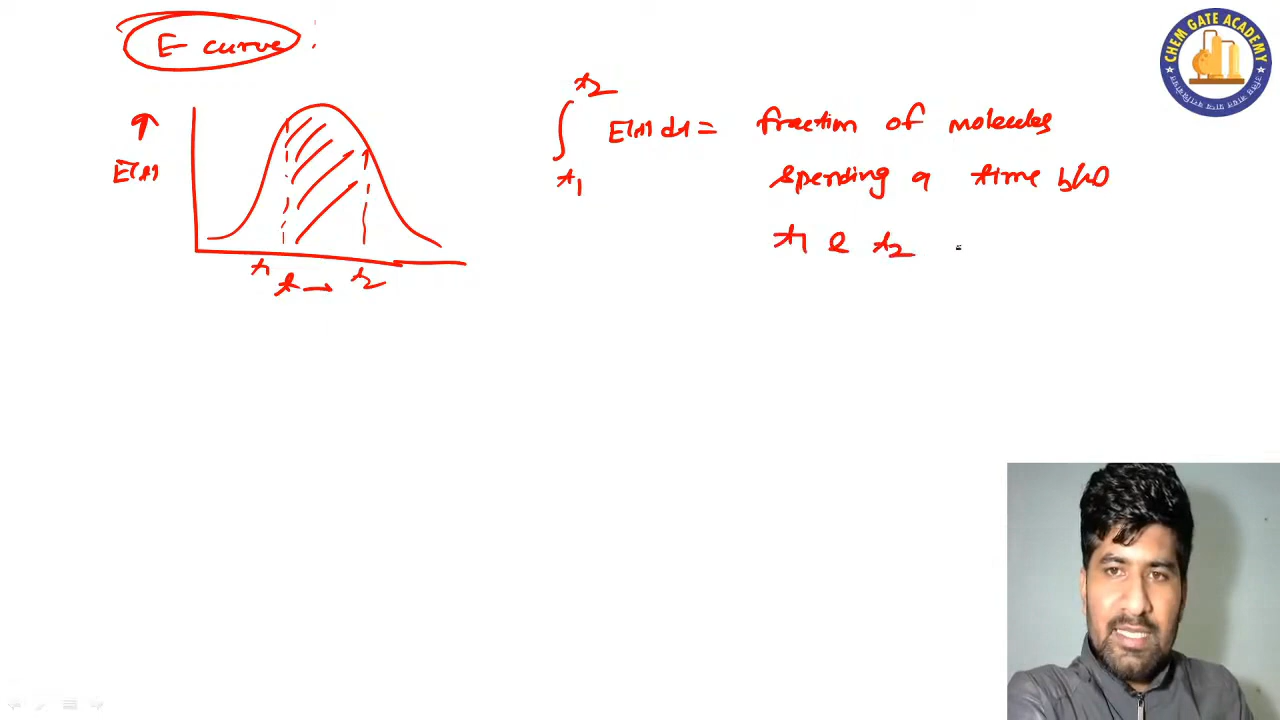 E curve :
E(t)
t1
t →
t2
∫ t1 t2 E(t) dt = fraction of molecules
spending a time b/w
t1 & t2
CHEM GATE ACADEMY